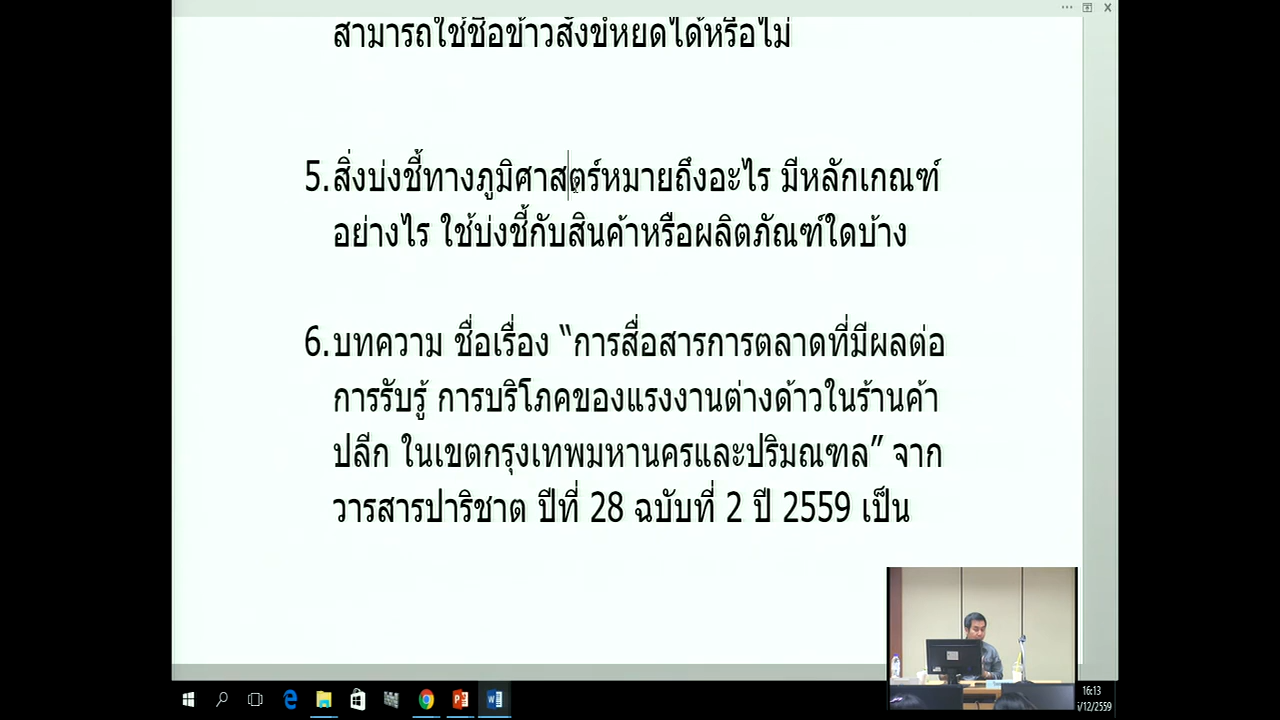 สามารถใช้ชื่อข้าวสังข์หยดได้หรือไม่
5. สิ่งบ่งชี้ทางภูมิศาสตร์หมายถึงอะไร มีหลักเกณฑ์
อย่างไร ใช้บ่งชี้กับสินค้าหรือผลิตภัณฑ์ใดบ้าง
6. บทความ ชื่อเรื่อง “การสื่อสารการตลาดที่มีผลต่อ
การรับรู้ การบริโภคของแรงงานต่างด้าวในร้านค้า
ปลีก ในเขตกรุงเทพมหานครและปริมณฑล” จาก
วารสารปาริชาต ปีที่ 28 ฉบับที่ 2 ปี 2559 เป็น
16:13
/12/2559